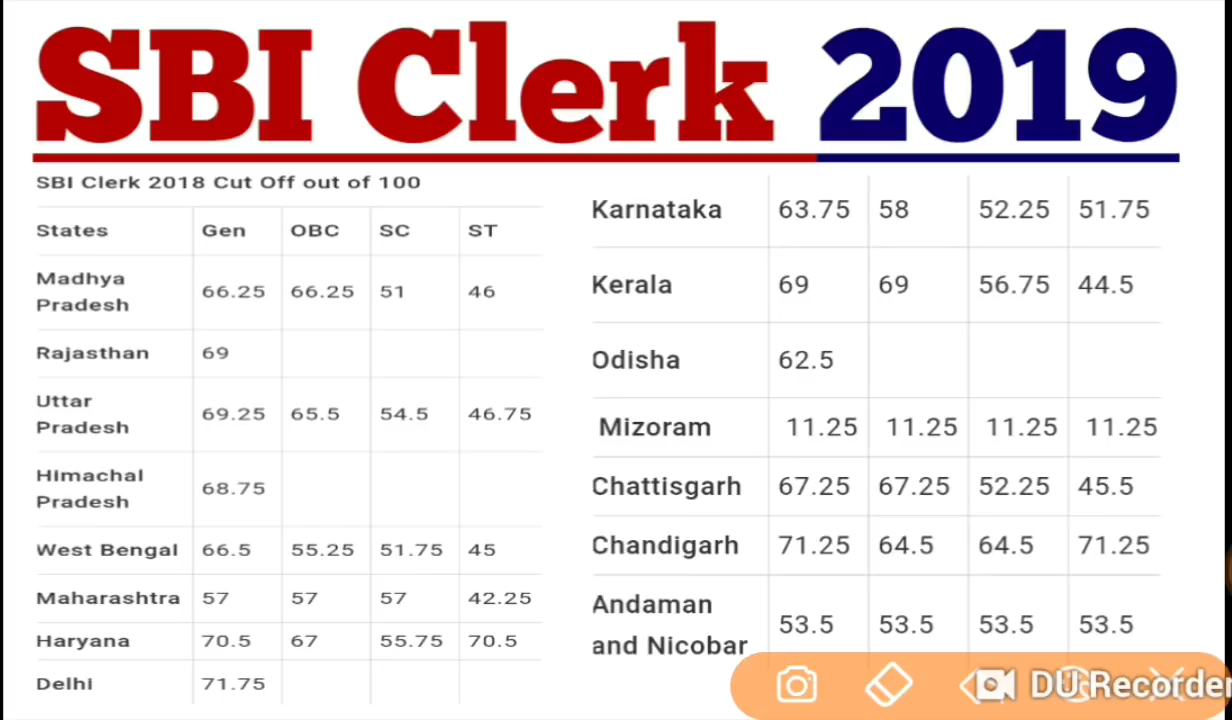 SBI Clerk 2019
SBI Clerk 2018 Cut Off out of 100
States Gen OBC SC ST
Madhya
Pradesh 66.25 66.25 51 46
Rajasthan 69
Uttar
Pradesh 69.25 65.5 54.5 46.75
Himachal
Pradesh 68.75
West Bengal 66.5 55.25 51.75 45
Maharashtra 57 57 57 42.25
Haryana 70.5 67 55.75 70.5
Delhi 71.75
Karnataka 63.75 58 52.25 51.75
Kerala 69 69 56.75 44.5
Odisha 62.5
Mizoram 11.25 11.25 11.25 11.25
Chattisgarh 67.25 67.25 52.25 45.5
Chandigarh 71.25 64.5 64.5 71.25
Andaman
and Nicobar 53.5 53.5 53.5 53.5
DU Recorder